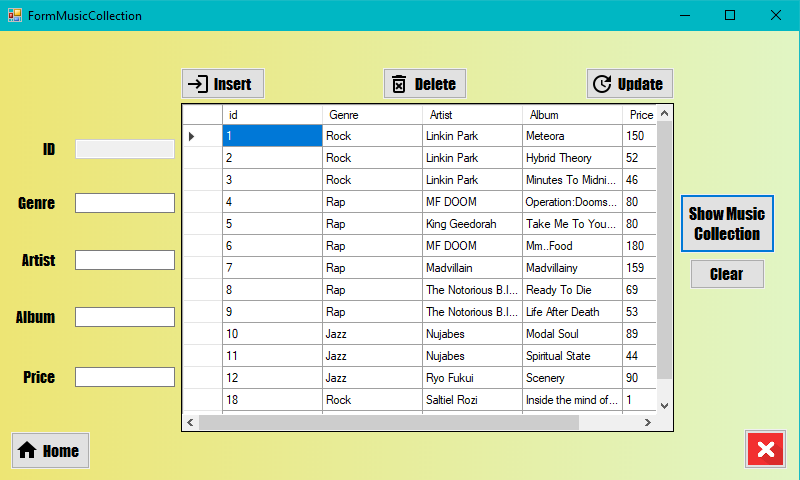 FormMusicCollection
Insert Delete Update
id Genre Artist Album Price
1 Rock Linkin Park Meteora 150
2 Rock Linkin Park Hybrid Theory 52
3 Rock Linkin Park Minutes To Midni... 46
4 Rap MF DOOM Operation:Dooms... 80
5 Rap King Geedorah Take Me To You... 80
6 Rap MF DOOM Mm..Food 180
7 Rap Madvillain Madvillainy 159
8 Rap The Notorious B.I... Ready To Die 69
9 Rap The Notorious B.I... Life After Death 53
10 Jazz Nujabes Modal Soul 89
11 Jazz Nujabes Spiritual State 44
12 Jazz Ryo Fukui Scenery 90
18 Rock Saltiel Rozi Inside the mind of... 1
ID
Genre
Artist
Album
Price
Show Music
Collection
Clear
Home